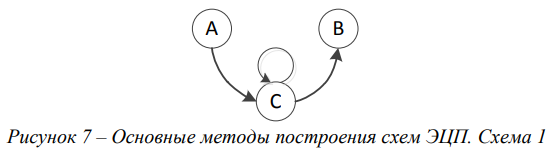 A B
C
Рисунок 7 – Основные методы построения схем ЭЦП. Схема 1